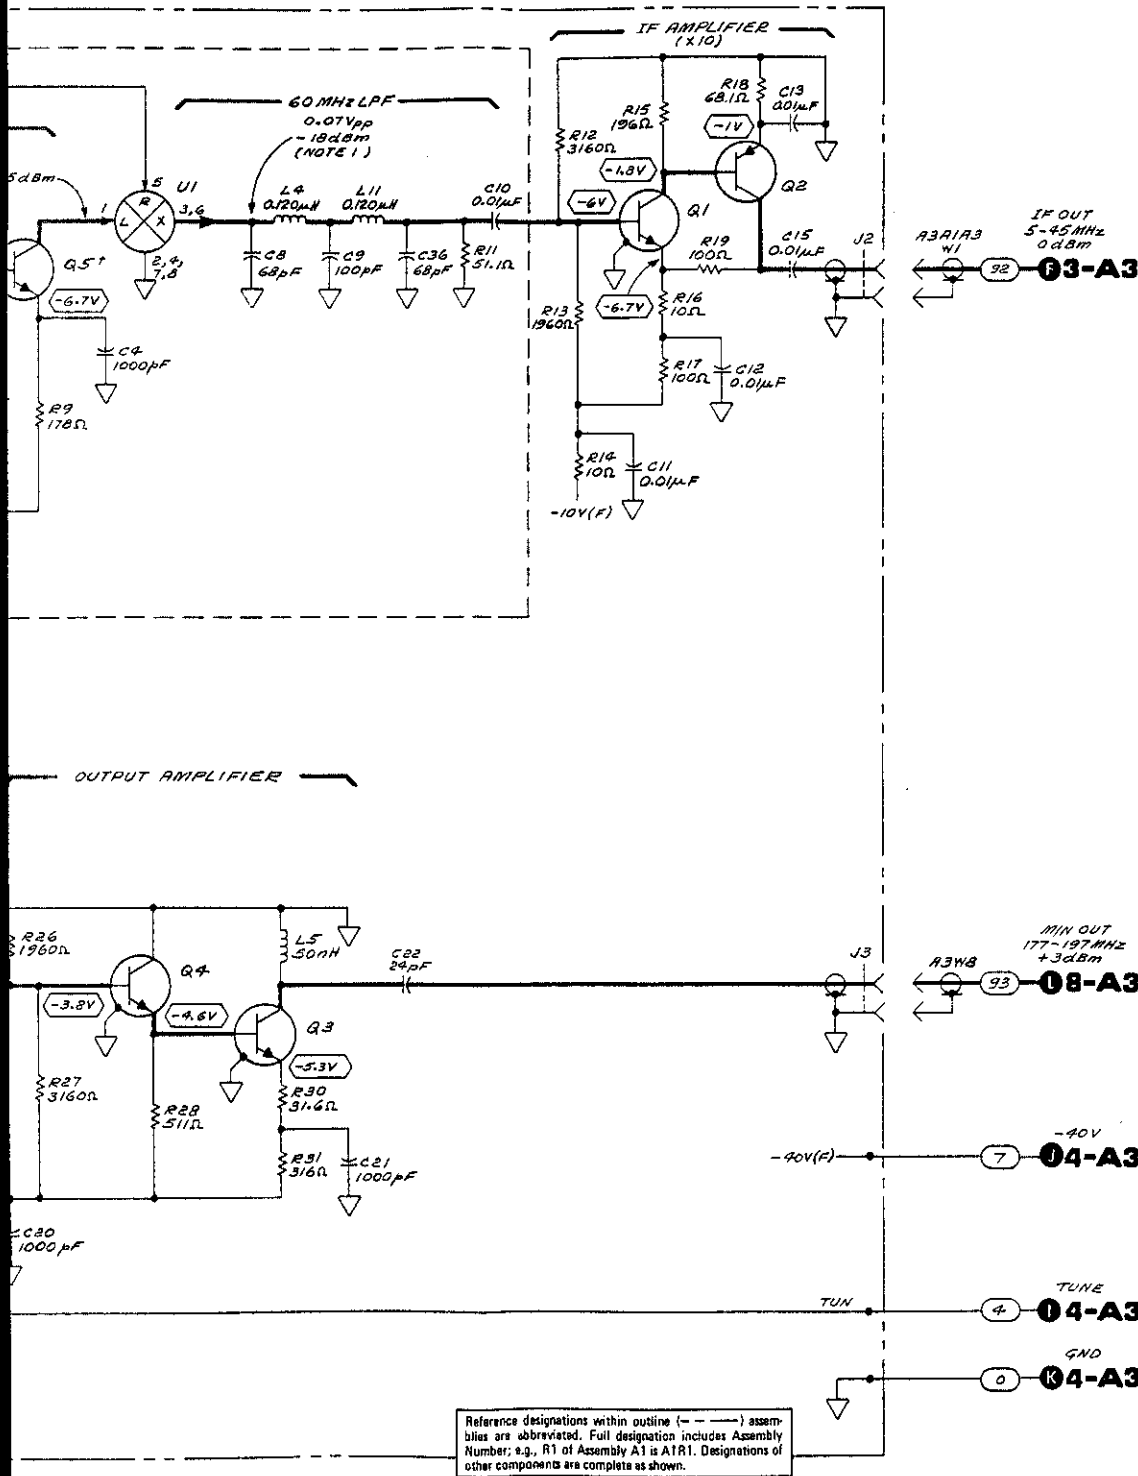 IF AMPLIFIER
(X10)
60 MHz LPF
0.07Vpp
-18dBm
(NOTE 1)
R15
196Ω
R18
68.1Ω
C13
0.01µF
R12
3160Ω
-1V
-1.8V
5dBm
5
U1
R
1
L
X
3,6
2,4,
7,8
L4
0.120µH
L11
0.120µH
C10
0.01µF
-6V
Q1
Q2
C8
68pF
C9
100pF
C36
68pF
R11
51.1Ω
R19
100Ω
C15
0.01µF
J2
A3A1A3
W1
IF OUT
5-45MHz
0dBm
92
F 3-A3
Q5†
-6.7V
C4
1000pF
R13
1960Ω
-6.7V
R16
10Ω
R17
100Ω
C12
0.01µF
R9
178Ω
R14
10Ω
C11
0.01µF
-10V(F)
OUTPUT AMPLIFIER
R26
1960Ω
L5
50nH
Q4
C22
24pF
J3
A3W8
M/N OUT
177-197MHz
+3dBm
93
L 8-A3
-3.8V
-4.6V
Q3
-5.3V
R27
3160Ω
R28
511Ω
R30
31.6Ω
R31
316Ω
C21
1000pF
-40V(F)
-40V
7
J 4-A3
C20
1000pF
TUN
TUNE
4
I 4-A3
GND
0
K 4-A3
Reference designations within outline (– – ––) assem-
blies are abbreviated. Full designation includes Assembly
Number; e.g., R1 of Assembly A1 is A1R1. Designations of
other components are complete as shown.